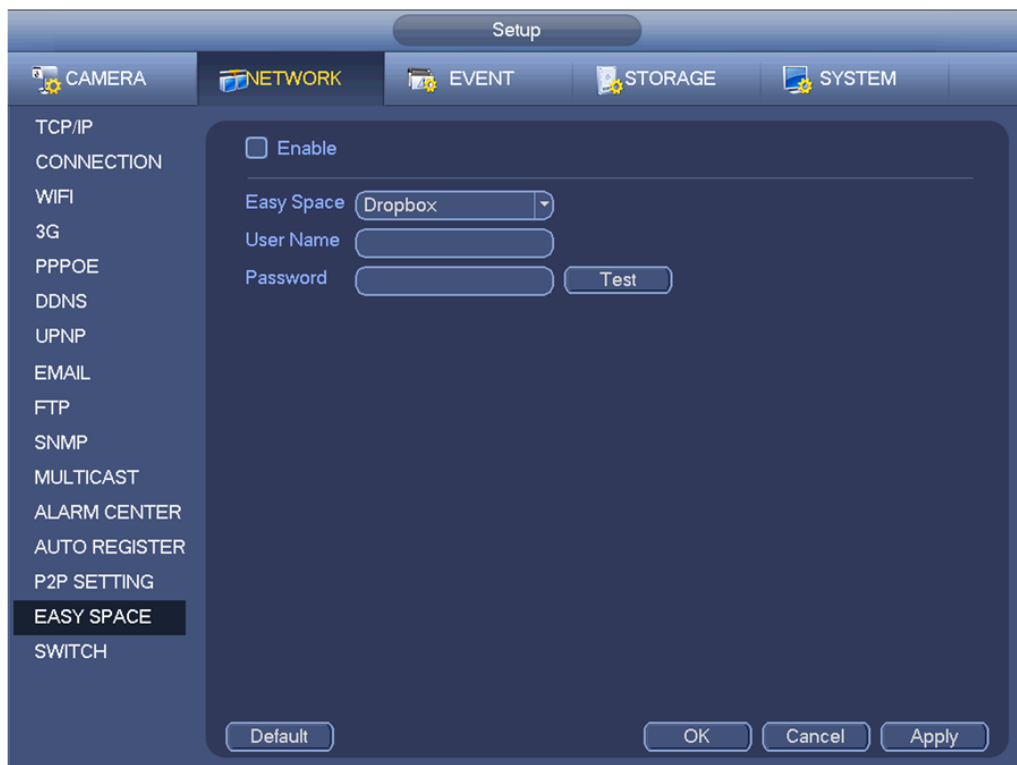 Setup
CAMERA NETWORK EVENT STORAGE SYSTEM
TCP/IP
CONNECTION
WIFI
3G
PPPOE
DDNS
UPNP
EMAIL
FTP
SNMP
MULTICAST
ALARM CENTER
AUTO REGISTER
P2P SETTING
EASY SPACE
SWITCH
Enable
Easy Space Dropbox
User Name
Password Test
Default OK Cancel Apply